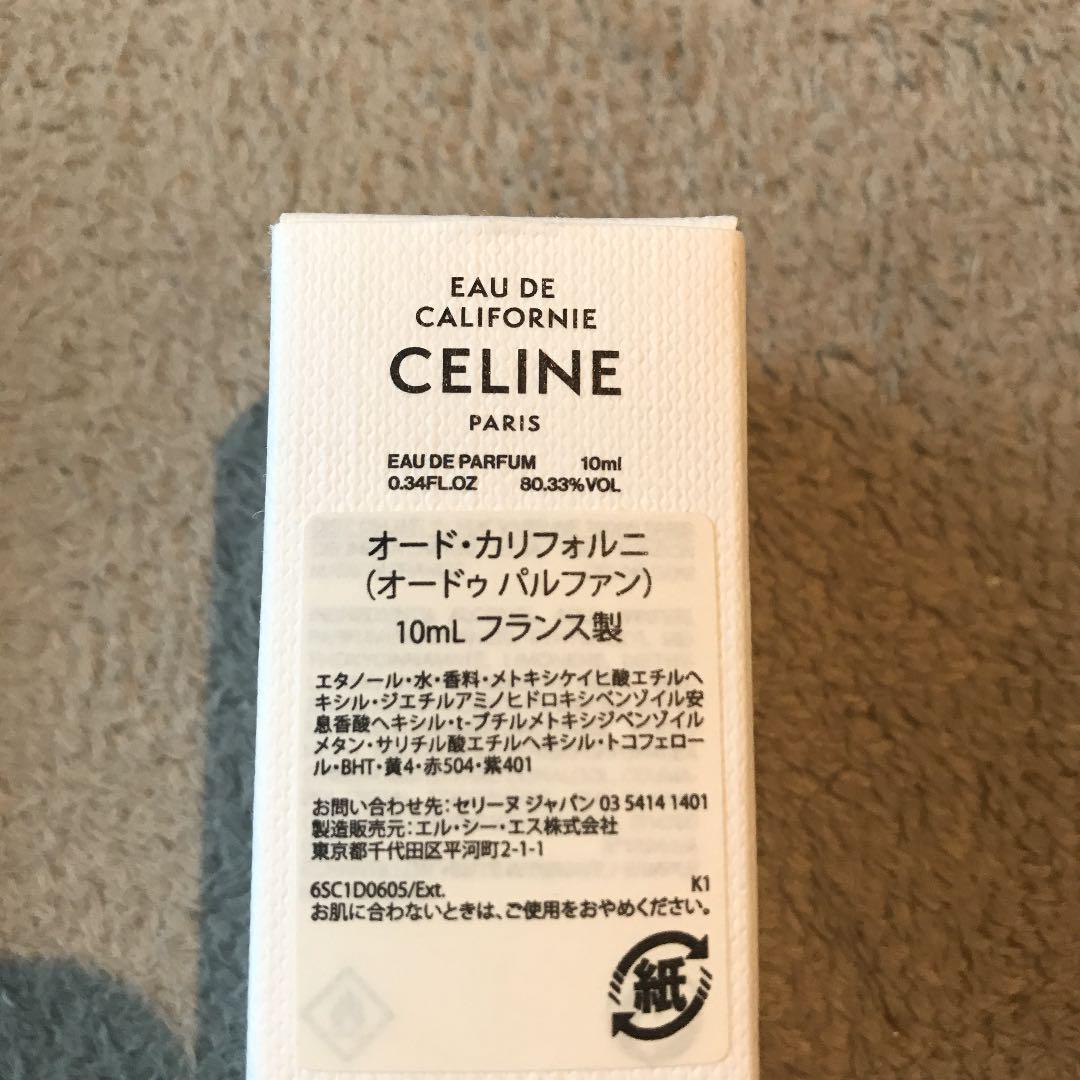 EAU DE
CALIFORNIE
CELINE
PARIS
EAU DE PARFUM 10ml
0.34FL.OZ 80.33%VOL
オード・カリフォルニ
(オードゥ パルファン)
10mL フランス製
エタノール・水・香料・メトキシケイヒ酸エチルヘ
キシル・ジエチルアミノヒドロキシベンゾイル安
息香酸ヘキシル・t-ブチルメトキシジベンゾイル
メタン・サリチル酸エチルヘキシル・トコフェロー
ル・BHT・黄4・赤504・紫401
お問い合わせ先：セリーヌ ジャパン 03 5414 1401
製造販売元：エル・シー・エス株式会社
東京都千代田区平河町2-1-1
6SC1D0605/Ext. K1
お肌に合わないときは、ご使用をおやめください。
紙